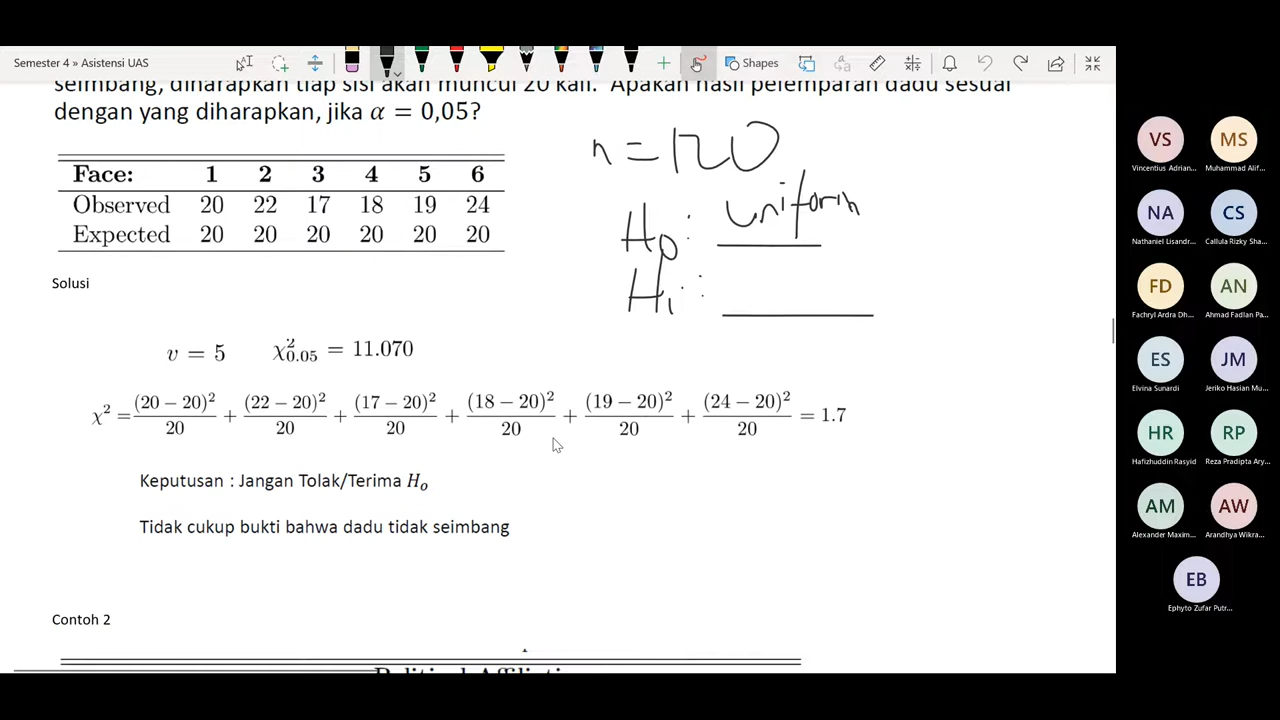 Semester 4 » Asistensi UAS
Shapes
seimbang, diharapkan tiap sisi akan muncul 20 kali. Apakah hasil pelemparan dadu sesuai
dengan yang diharapkan, jika α = 0,05?
Face: 1 2 3 4 5 6
Observed 20 22 17 18 19 24
Expected 20 20 20 20 20 20
n = 120
H₀: uniform
H₁:
Solusi
v = 5 χ²₀.₀₅ = 11.070
χ² = (20 − 20)²/20 + (22 − 20)²/20 + (17 − 20)²/20 + (18 − 20)²/20 + (19 − 20)²/20 + (24 − 20)²/20 = 1.7
Keputusan : Jangan Tolak/Terima Hₒ
Tidak cukup bukti bahwa dadu tidak seimbang
Contoh 2
VS
Vincentius Adrian...
MS
Muhammad Alif...
NA
Nathaniel Lisandr...
CS
Callula Rizky Sha...
FD
Fachryl Ardra Dh...
AN
Ahmad Fadlan Pa...
ES
Elvina Sunardi
JM
Jeriko Hasian Mu...
HR
Hafizhuddin Rasyid
RP
Reza Pradipta Ary...
AM
Alexander Maxim...
AW
Arandhya Wikra...
EB
Ephyto Zufar Putr...